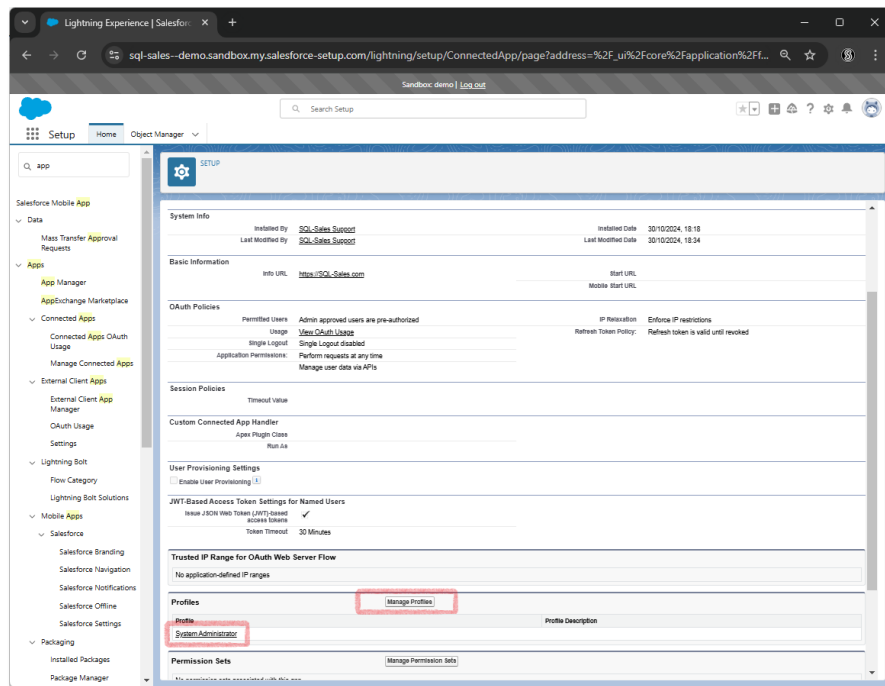 Lightning Experience | Salesforc
sql-sales--demo.sandbox.my.salesforce-setup.com/lightning/setup/ConnectedApp/page?address=%2F_ui%2Fcore%2Fapplication%2Ff...
Sandbox: demo | Log out
Search Setup
Setup Home Object Manager
app
SETUP
Salesforce Mobile App
Data
Mass Transfer Approval
Requests
Apps
App Manager
AppExchange Marketplace
Connected Apps
Connected Apps OAuth
Usage
Manage Connected Apps
External Client Apps
External Client App
Manager
OAuth Usage
Settings
Lightning Bolt
Flow Category
Lightning Bolt Solutions
Mobile Apps
Salesforce
Salesforce Branding
Salesforce Navigation
Salesforce Notifications
Salesforce Offline
Salesforce Settings
Packaging
Installed Packages
Package Manager
System Info
Installed By SQL-Sales Support Installed Date 30/10/2024, 18:18
Last Modified By SQL-Sales Support Last Modified Date 30/10/2024, 18:34
Basic Information
Info URL https://SQL-Sales.com Start URL
Mobile Start URL
OAuth Policies
Permitted Users Admin approved users are pre-authorized IP Relaxation Enforce IP restrictions
Usage View OAuth Usage Refresh Token Policy: Refresh token is valid until revoked
Single Logout Single Logout disabled
Application Permissions: Perform requests at any time
Manage user data via APIs
Session Policies
Timeout Value
Custom Connected App Handler
Apex Plugin Class
Run As
User Provisioning Settings
Enable User Provisioning i
JWT-Based Access Token Settings for Named Users
Issue JSON Web Token (JWT)-based
access tokens
Token Timeout 30 Minutes
Trusted IP Range for OAuth Web Server Flow
No application-defined IP ranges
Profiles Manage Profiles
Profile Profile Description
System Administrator
Permission Sets Manage Permission Sets
No permission sets associated with this app